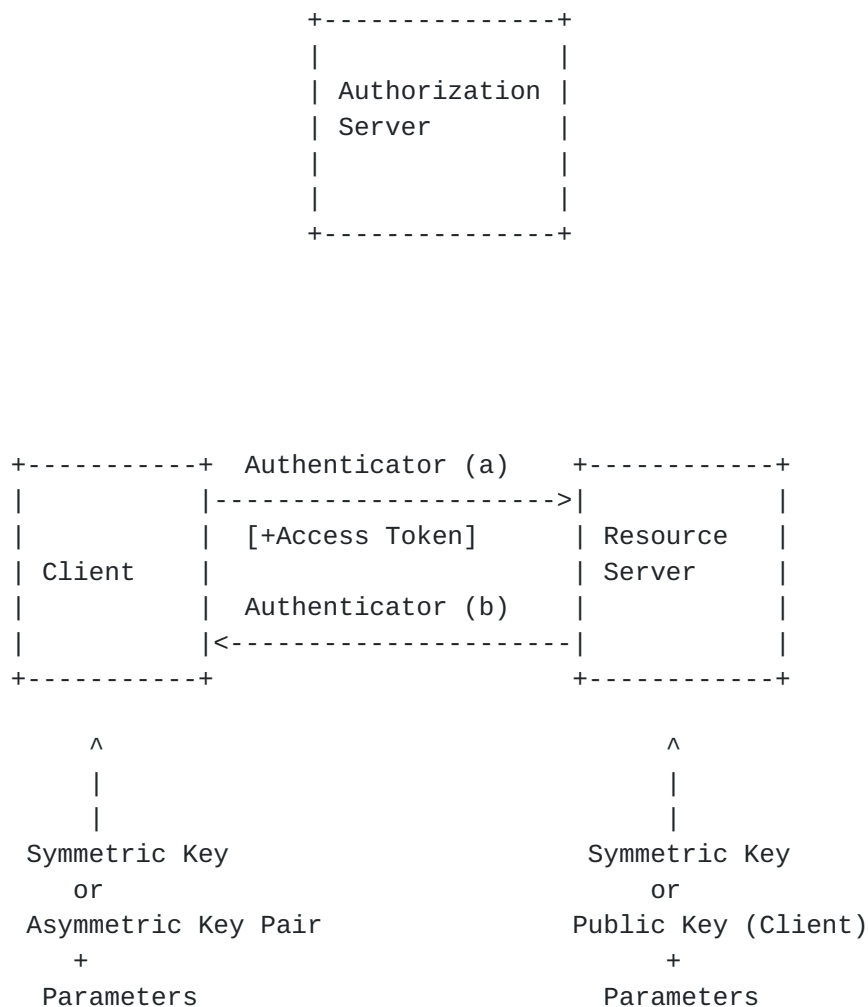 Authorization
Server
Authenticator (a)
[+Access Token]
Resource
Client
Server
Authenticator (b)
Symmetric Key
Symmetric Key
or
or
Asymmetric Key Pair
Public Key (Client)
+
+
Parameters
Parameters